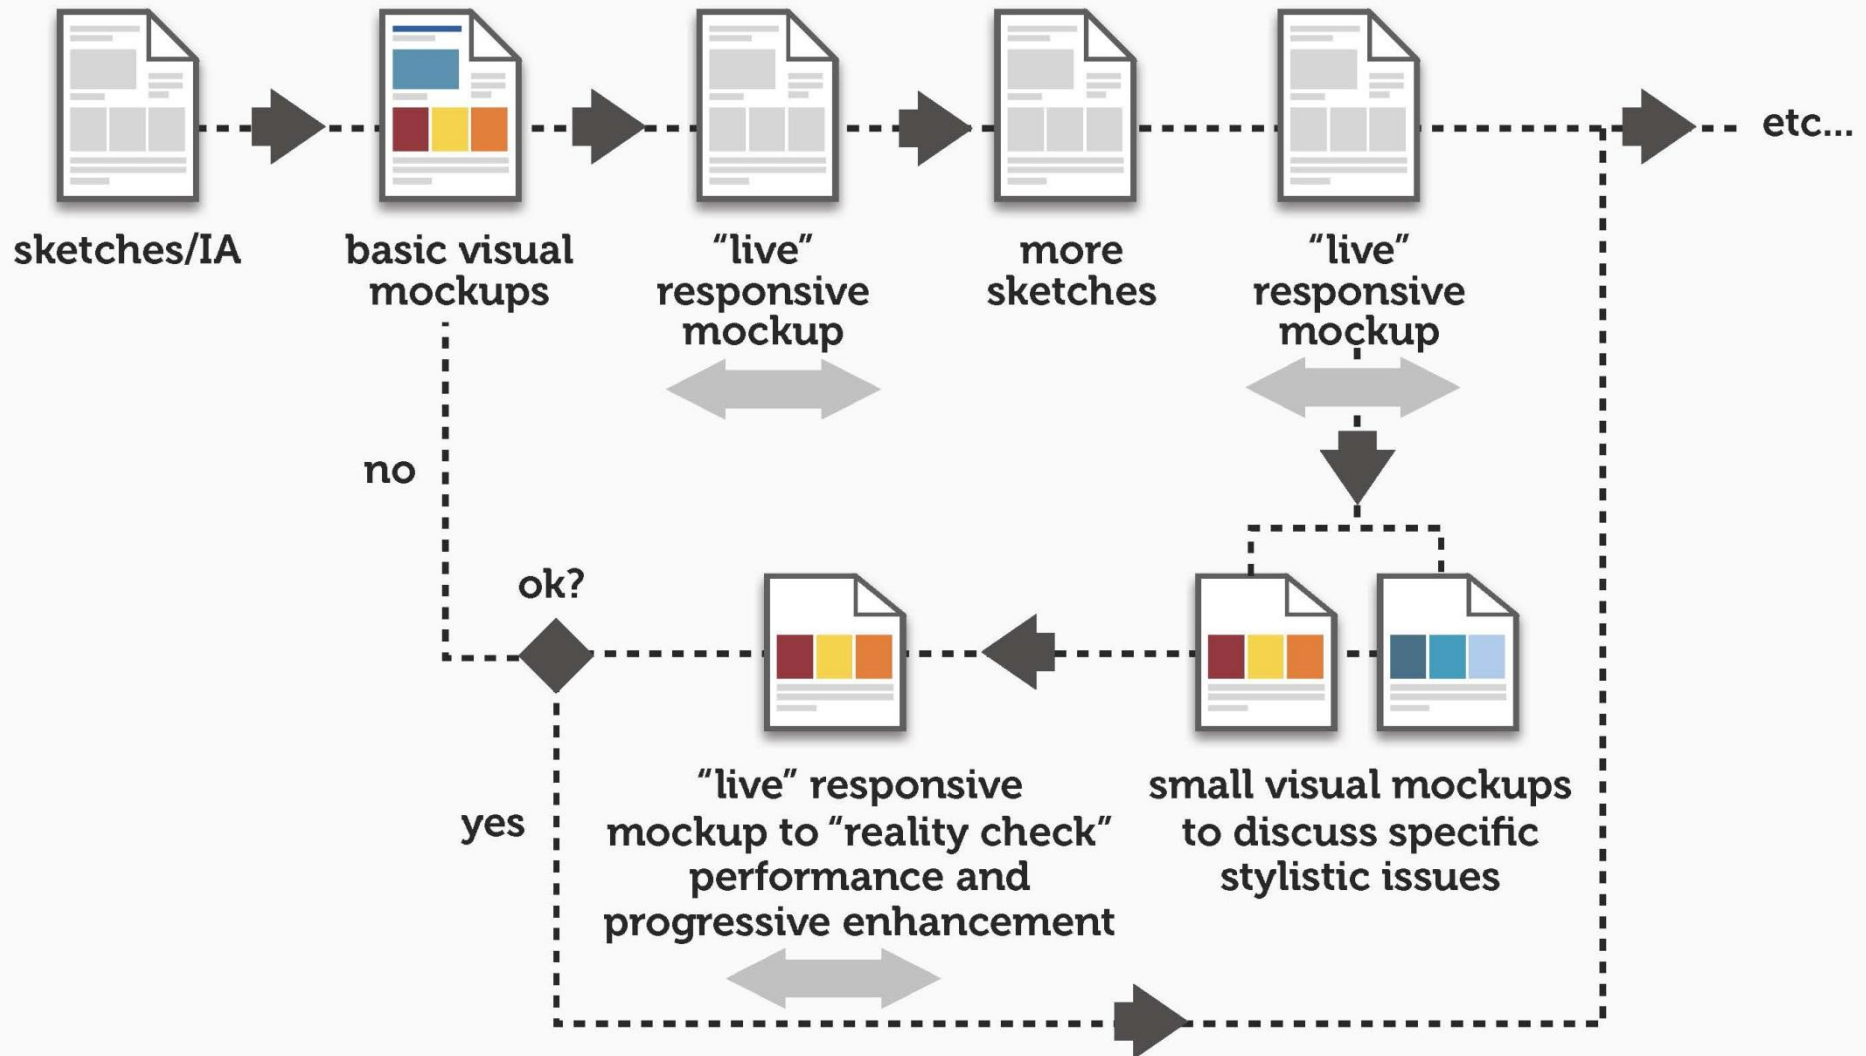 etc...
sketches/IA
basic visual
mockups
“live”
responsive
mockup
more
sketches
“live”
responsive
mockup
no
ok?
yes
“live” responsive
mockup to “reality check”
performance and
progressive enhancement
small visual mockups
to discuss specific
stylistic issues